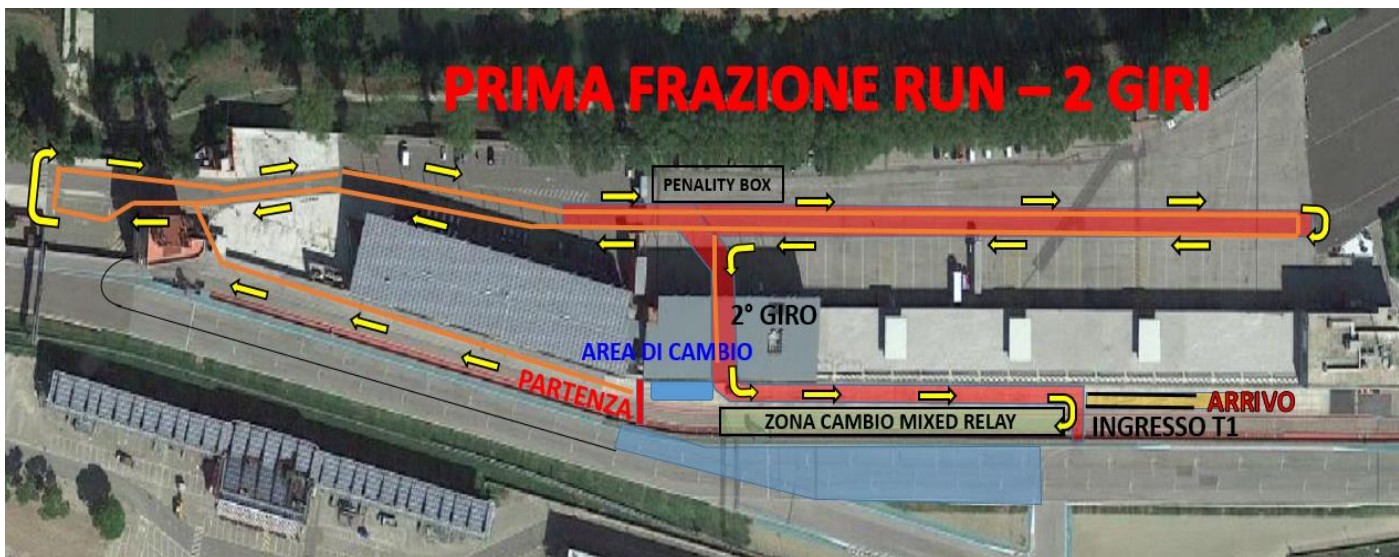 PRIMA FRAZIONE RUN – 2 GIRI
PENALITY BOX
2° GIRO
AREA DI CAMBIO
PARTENZA
ARRIVO
ZONA CAMBIO MIXED RELAY
INGRESSO T1